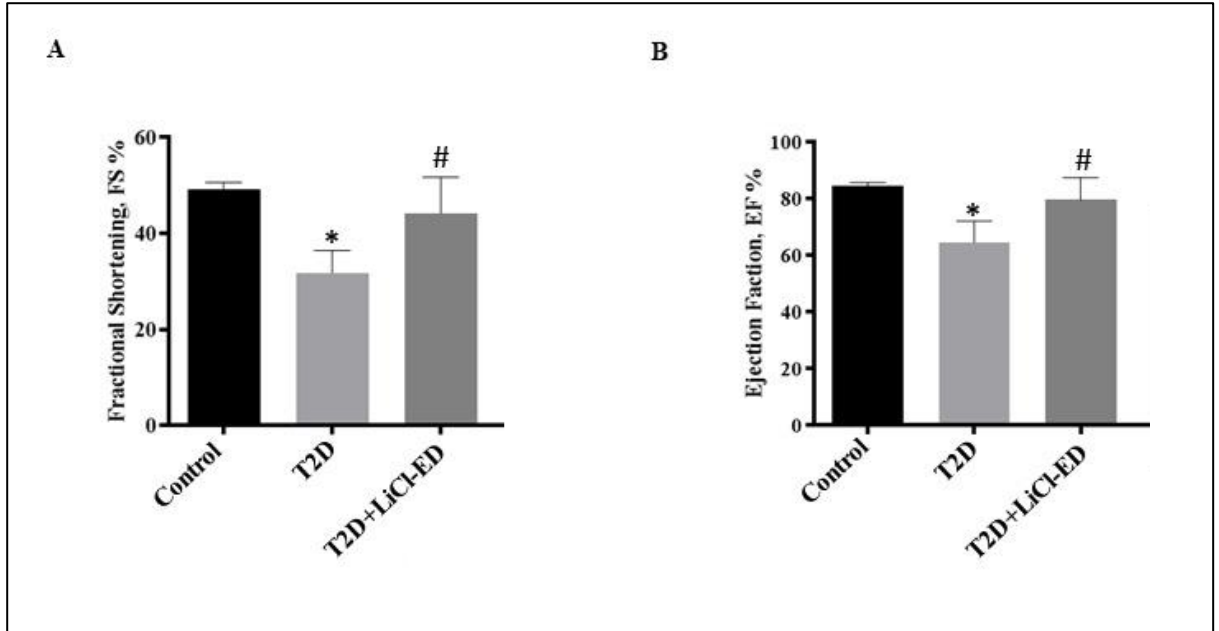 A
Fractional Shortening, FS %
60
40
20
0
*
#
Control
T2D
T2D+LiCl-ED
B
Ejection Faction, EF %
100
80
60
40
20
0
*
#
Control
T2D
T2D+LiCl-ED